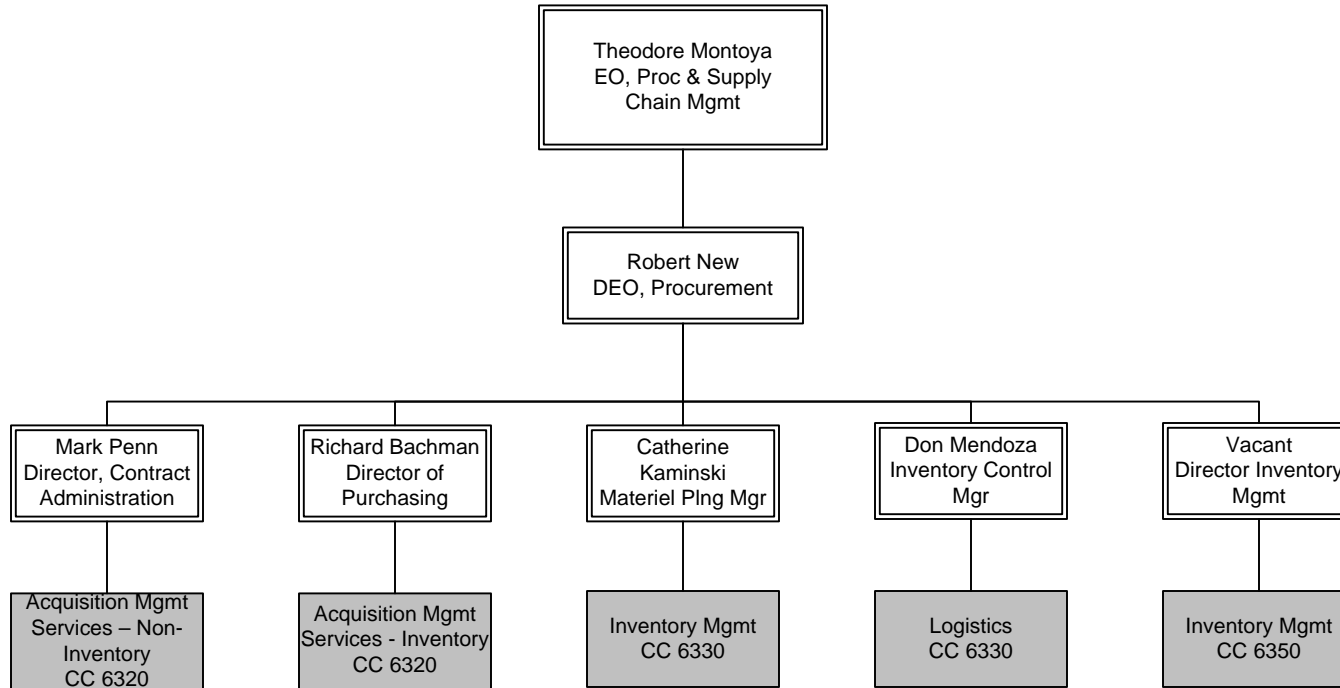 Theodore Montoya
EO, Proc & Supply
Chain Mgmt
Robert New
DEO, Procurement
Mark Penn
Director, Contract
Administration
Richard Bachman
Director of
Purchasing
Catherine
Kaminski
Materiel Plng Mgr
Don Mendoza
Inventory Control
Mgr
Vacant
Director Inventory
Mgmt
Acquisition Mgmt
Services – Non-
Inventory
CC 6320
Acquisition Mgmt
Services - Inventory
CC 6320
Inventory Mgmt
CC 6330
Logistics
CC 6330
Inventory Mgmt
CC 6350